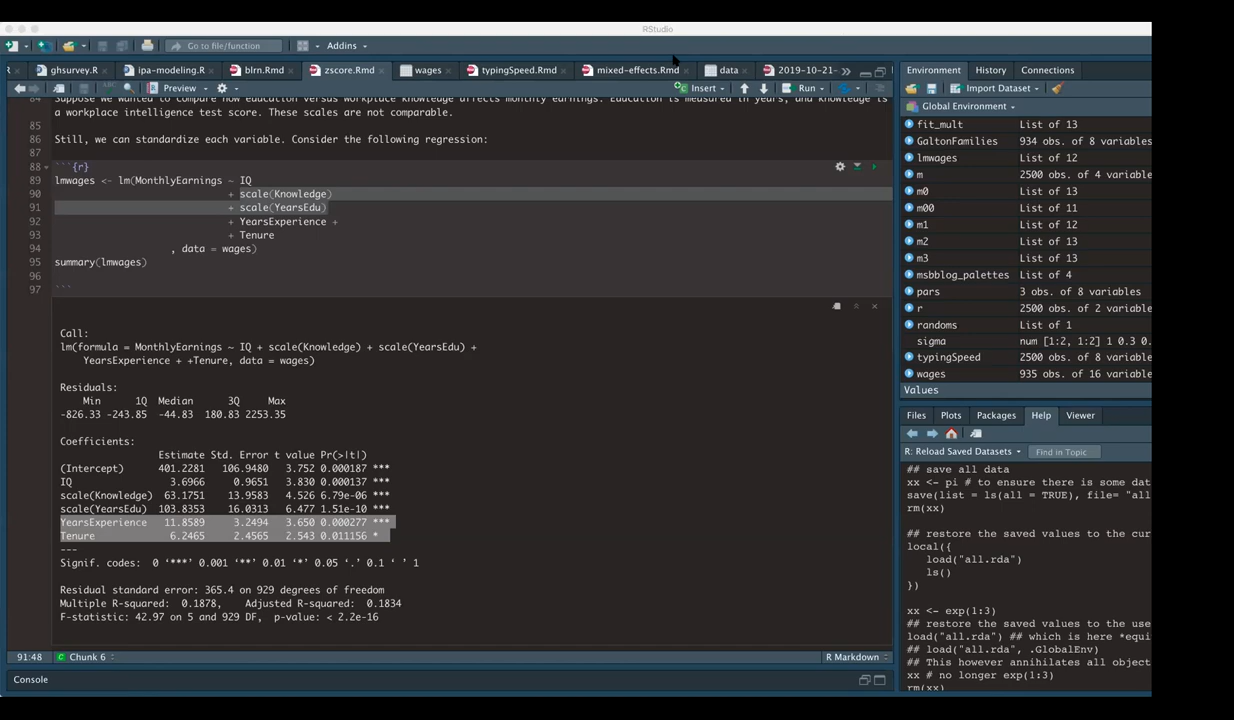 RStudio
Go to file/function
Addins
ghsurvey.R
ipa-modeling.R
blrn.Rmd
zscore.Rmd
wages
typingSpeed.Rmd
mixed-effects.Rmd
data
2019-10-21-
Preview
Insert
Run
Suppose we wanted to compare how education versus workplace knowledge affects monthly earnings. Education is measured in years, and knowledge is
a workplace intelligence test score. These scales are not comparable.
85
86 Still, we can standardize each variable. Consider the following regression:
87
88 ```{r}
89 lmwages <- lm(MonthlyEarnings ~ IQ
90 + scale(Knowledge)
91 + scale(YearsEdu)
92 + YearsExperience +
93 + Tenure
94 , data = wages)
95 summary(lmwages)
96
97 ```
Call:
lm(formula = MonthlyEarnings ~ IQ + scale(Knowledge) + scale(YearsEdu) +
YearsExperience + +Tenure, data = wages)
Residuals:
Min 1Q Median 3Q Max
-826.33 -243.85 -44.83 180.83 2253.35
Coefficients:
Estimate Std. Error t value Pr(>|t|)
(Intercept) 401.2281 106.9480 3.752 0.000187 ***
IQ 3.6966 0.9651 3.830 0.000137 ***
scale(Knowledge) 63.1751 13.9583 4.526 6.79e-06 ***
scale(YearsEdu) 103.8353 16.0313 6.477 1.51e-10 ***
YearsExperience 11.8589 3.2494 3.650 0.000277 ***
Tenure 6.2465 2.4565 2.543 0.011156 *
---
Signif. codes: 0 ‘***’ 0.001 ‘**’ 0.01 ‘*’ 0.05 ‘.’ 0.1 ‘ ’ 1
Residual standard error: 365.4 on 929 degrees of freedom
Multiple R-squared: 0.1878, Adjusted R-squared: 0.1834
F-statistic: 42.97 on 5 and 929 DF, p-value: < 2.2e-16
91:48
Chunk 6
R Markdown
Console
Environment
History
Connections
Import Dataset
Global Environment
fit_mult List of 13
GaltonFamilies 934 obs. of 8 variables
lmwages List of 12
m 2500 obs. of 4 variables
m0 List of 13
m00 List of 11
m1 List of 12
m2 List of 13
m3 List of 13
msbblog_palettes List of 4
pars 3 obs. of 8 variables
r 2500 obs. of 2 variables
randoms List of 1
sigma num [1:2, 1:2] 1 0.3 0.
typingSpeed 2500 obs. of 8 variables
wages 935 obs. of 16 variable
Values
Files
Plots
Packages
Help
Viewer
R: Reload Saved Datasets
Find in Topic
## save all data
xx <- pi # to ensure there is some dat
save(list = ls(all = TRUE), file= "all
rm(xx)
## restore the saved values to the cur
local({
load("all.rda")
ls()
})
xx <- exp(1:3)
## restore the saved values to the use
load("all.rda") ## which is here *equi
## load("all.rda", .GlobalEnv)
## This however annihilates all object
xx # no longer exp(1:3)
rm(xx)